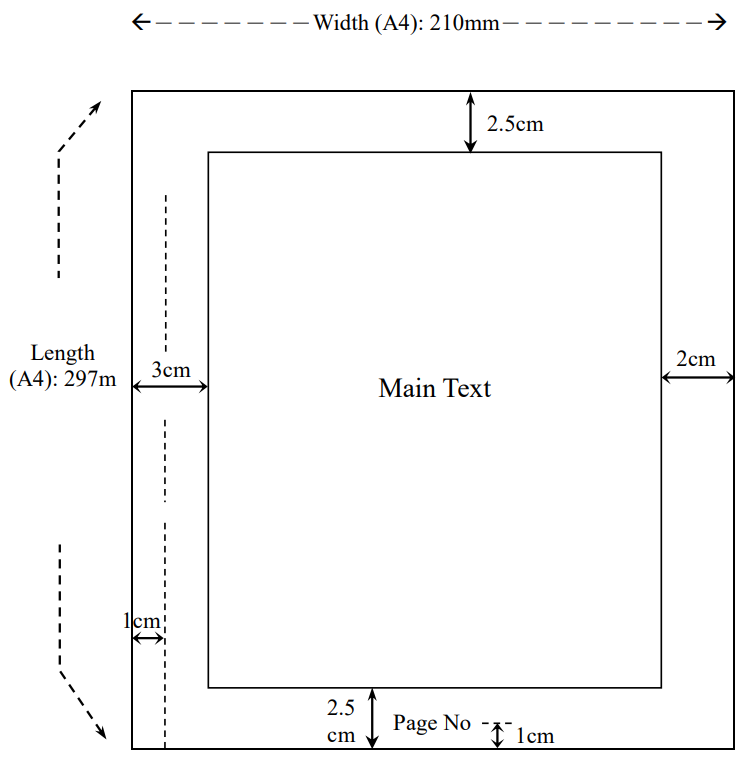 Width (A4): 210mm
2.5cm
Length
(A4): 297m
3cm
2cm
Main Text
1cm
2.5
cm
Page No
1cm